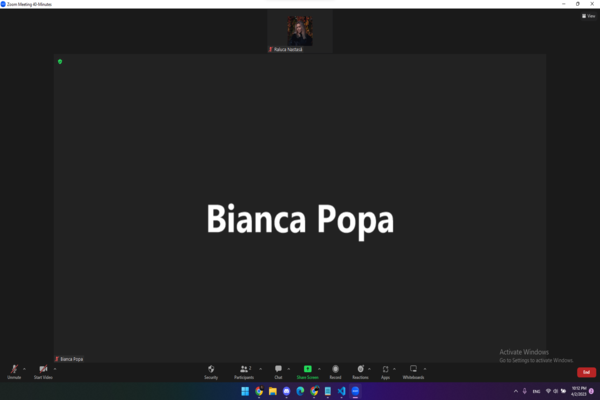 Zoom Meeting 40-Minutes
View
Raluca Nastasă
Bianca Popa
Bianca Popa
Activate Windows
Go to Settings to activate Windows.
Unmute
Start Video
Security
Participants
2
Chat
Share Screen
Record
Reactions
Apps
Whiteboards
End
ENG
10:12 PM
4/2/2023